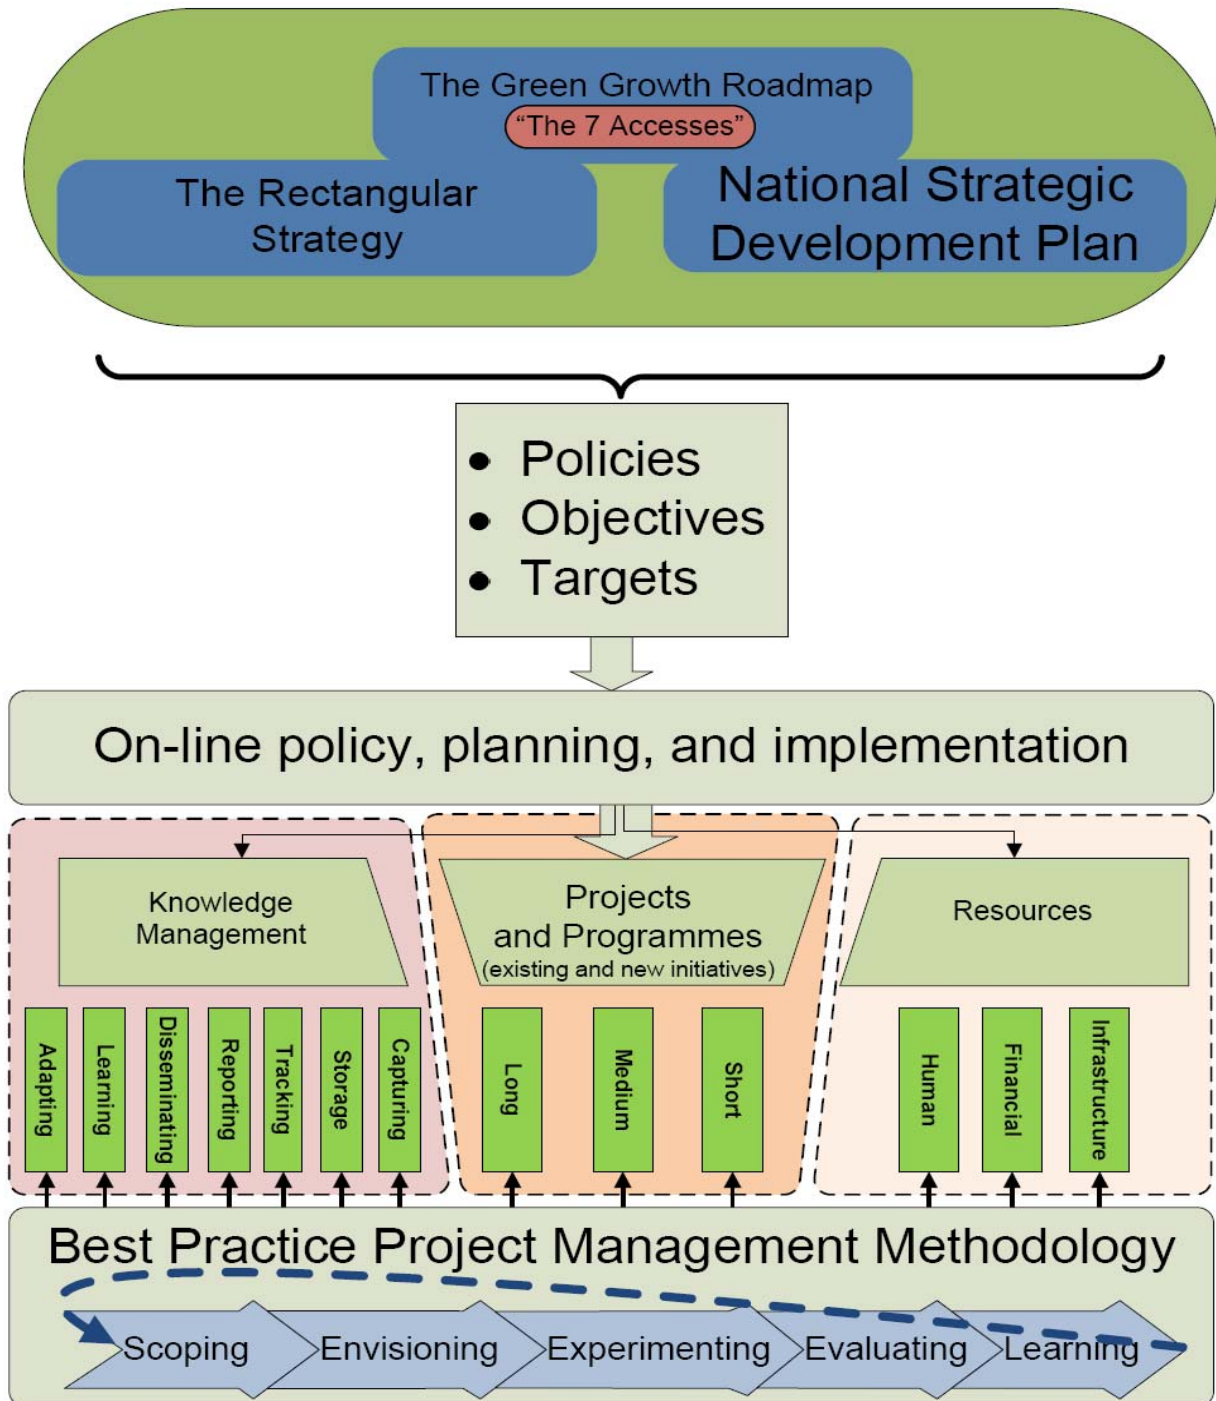 The Green Growth Roadmap
“The 7 Accesses”
The Rectangular
Strategy
National Strategic
Development Plan
• Policies
• Objectives
• Targets
On-line policy, planning, and implementation
Knowledge
Management
Projects
and Programmes
(existing and new initiatives)
Resources
Adapting
Learning
Disseminating
Reporting
Tracking
Storage
Capturing
Long
Medium
Short
Human
Financial
Infrastructure
Best Practice Project Management Methodology
Scoping
Envisioning
Experimenting
Evaluating
Learning